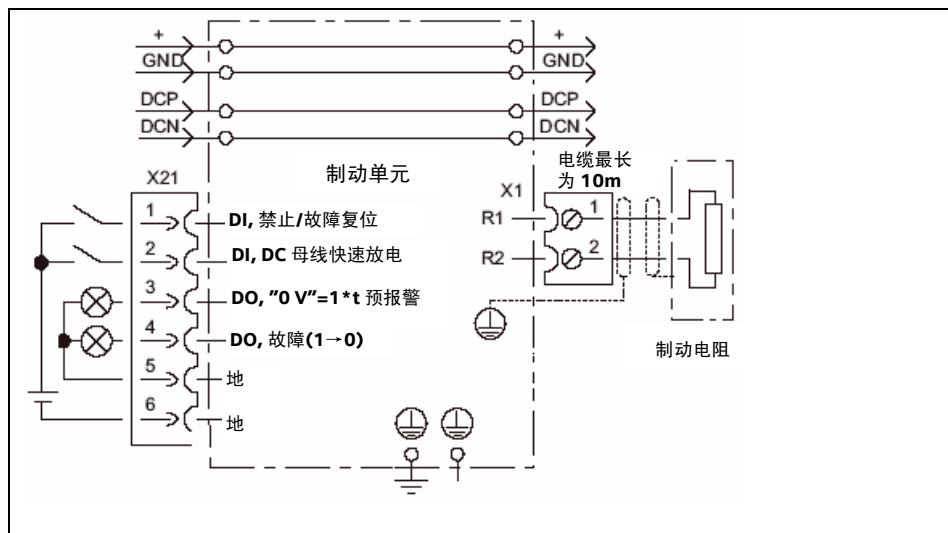 + +
GND GND
DCP DCP
DCN DCN
制动单元
电缆最长
为 10m
X21
X1
1 DI, 禁止/故障复位
R1 1
2 DI, DC 母线快速放电
R2 2
3 DO, "0 V"=1*t 预报警
4 DO, 故障(1→0)
制动电阻
5 地
6 地